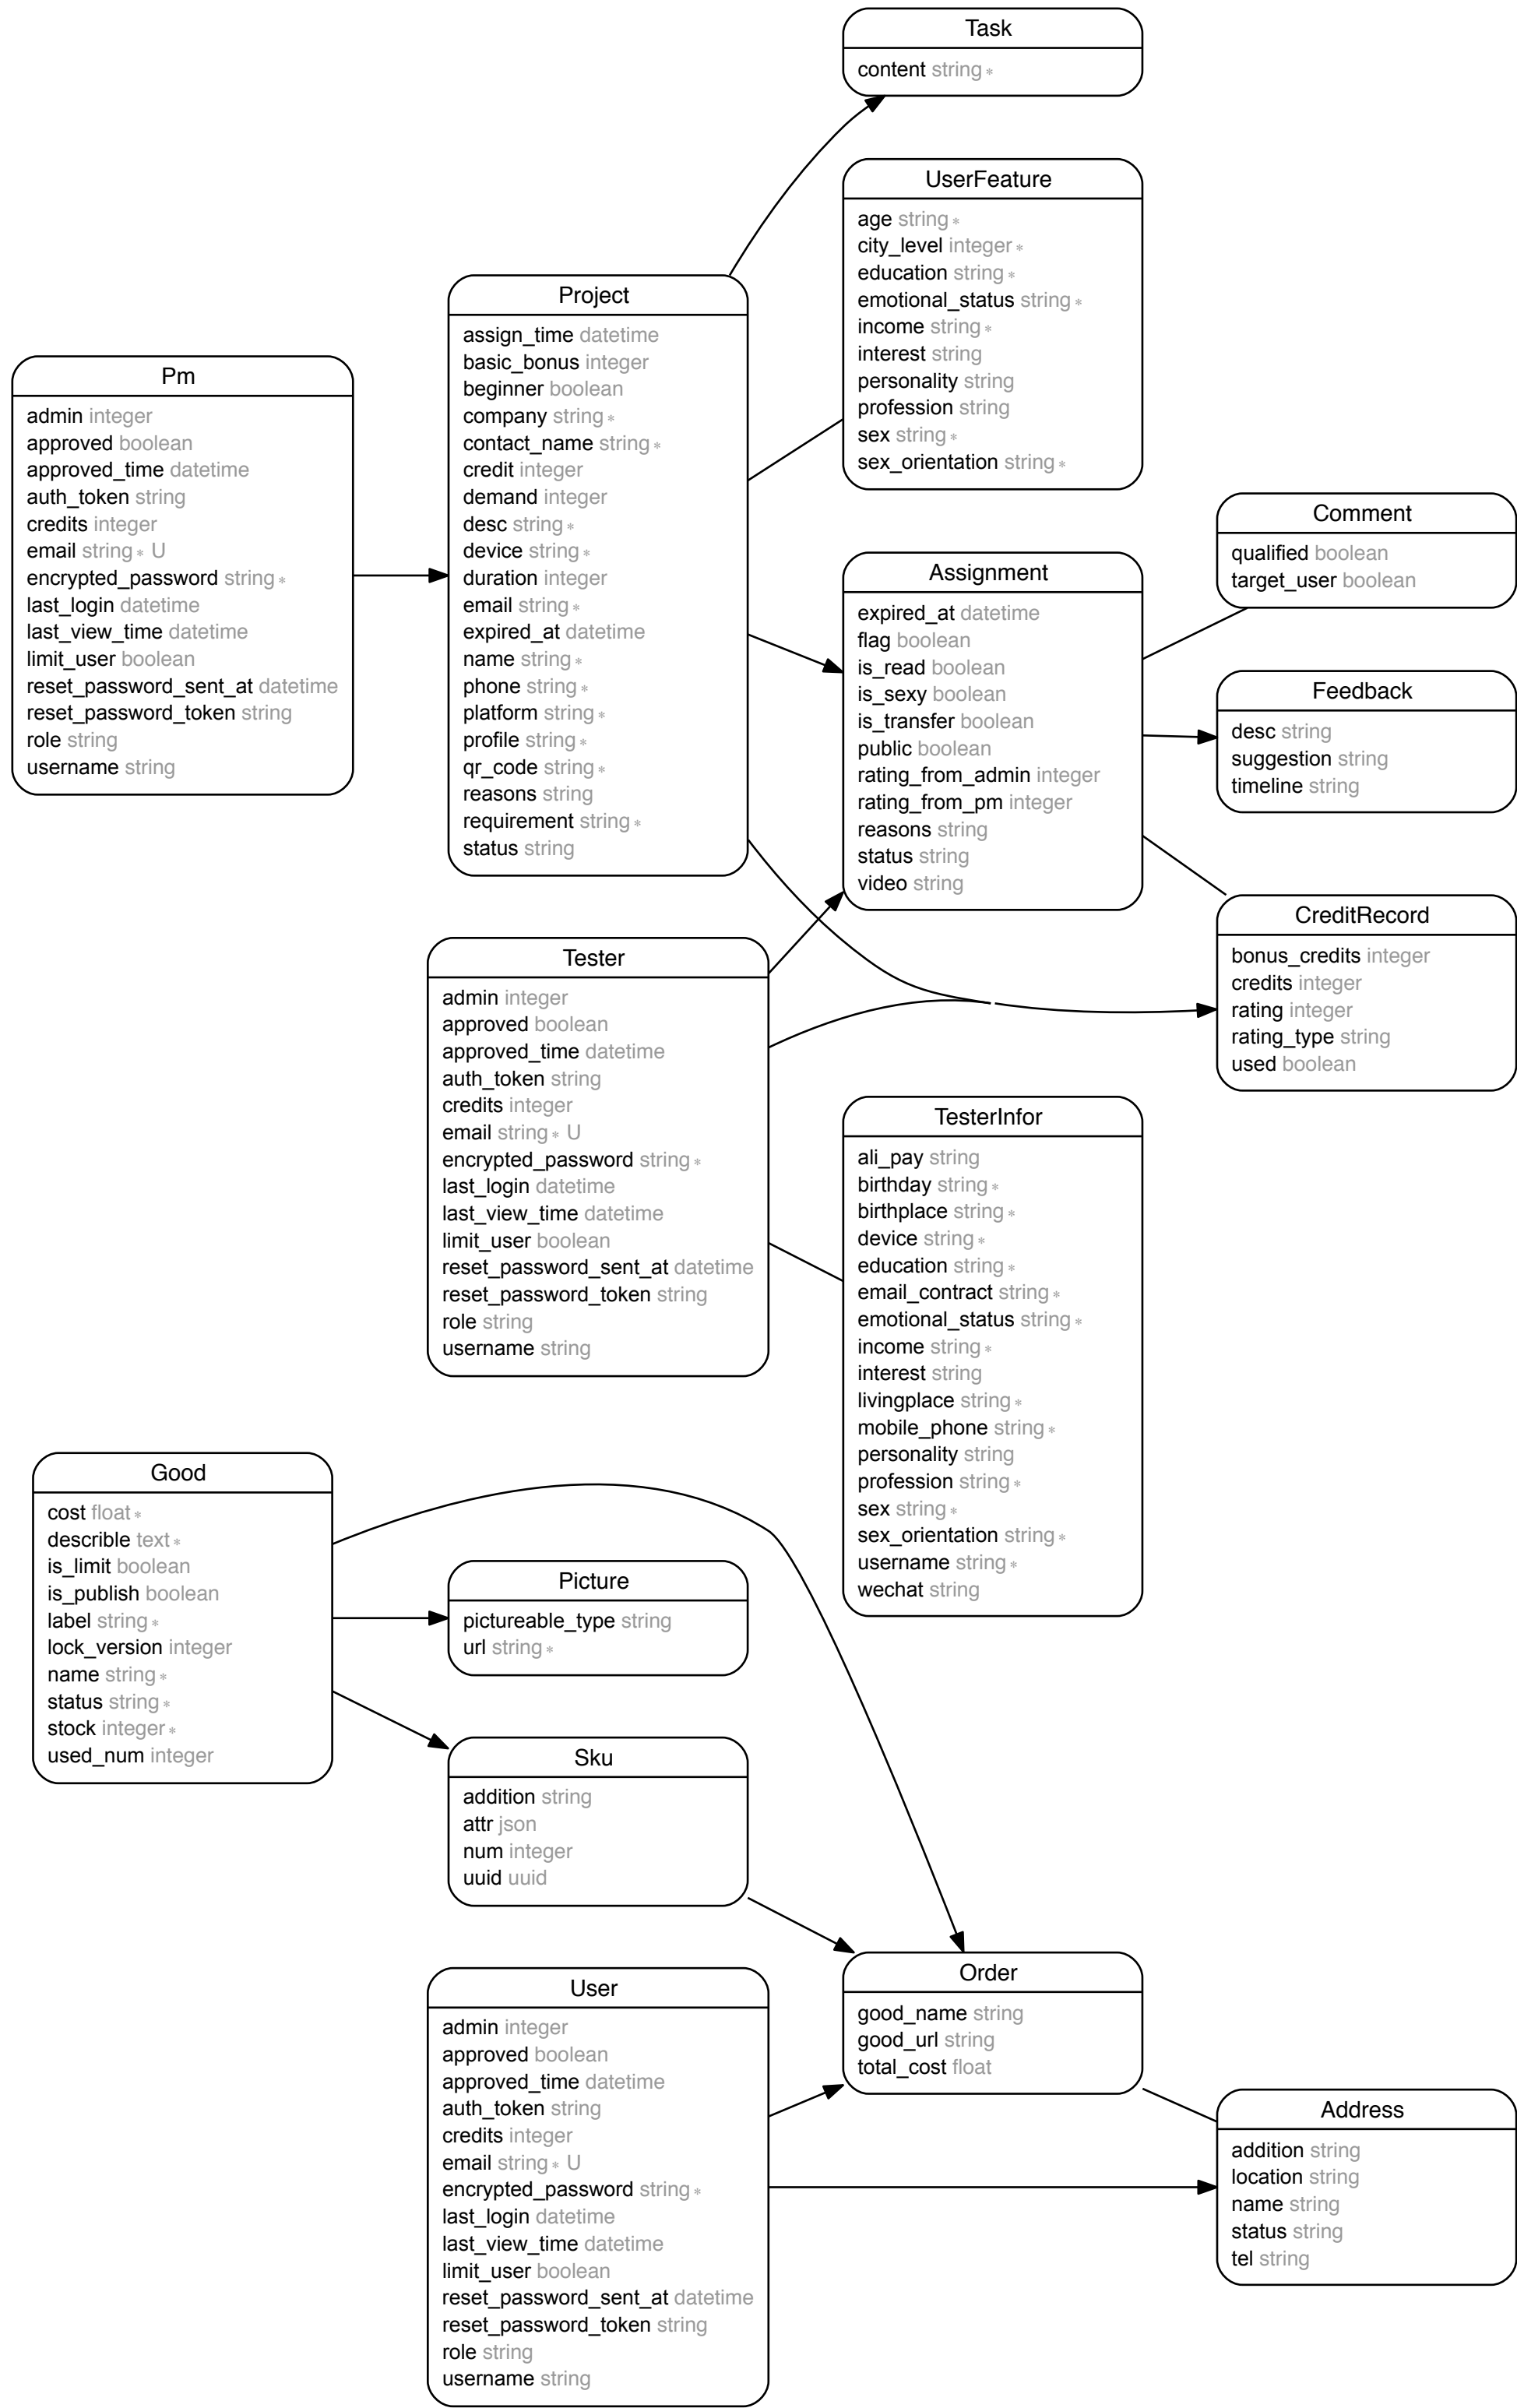 Task
content string∗
UserFeature
age string∗
city_level integer∗
education string∗
emotional_status string∗
income string∗
interest string
personality string
profession string
sex string∗
sex_orientation string∗
Project
assign_time datetime
basic_bonus integer
beginner boolean
company string∗
contact_name string∗
credit integer
demand integer
desc string∗
device string∗
duration integer
email string∗
expired_at datetime
name string∗
phone string∗
platform string∗
profile string∗
qr_code string∗
reasons string
requirement string∗
status string
Pm
admin integer
approved boolean
approved_time datetime
auth_token string
credits integer
email string∗ U
encrypted_password string∗
last_login datetime
last_view_time datetime
limit_user boolean
reset_password_sent_at datetime
reset_password_token string
role string
username string
Comment
qualified boolean
target_user boolean
Assignment
expired_at datetime
flag boolean
is_read boolean
is_sexy boolean
is_transfer boolean
public boolean
rating_from_admin integer
rating_from_pm integer
reasons string
status string
video string
Feedback
desc string
suggestion string
timeline string
CreditRecord
bonus_credits integer
credits integer
rating integer
rating_type string
used boolean
Tester
admin integer
approved boolean
approved_time datetime
auth_token string
credits integer
email string∗ U
encrypted_password string∗
last_login datetime
last_view_time datetime
limit_user boolean
reset_password_sent_at datetime
reset_password_token string
role string
username string
TesterInfor
ali_pay string
birthday string∗
birthplace string∗
device string∗
education string∗
email_contract string∗
emotional_status string∗
income string∗
interest string
livingplace string∗
mobile_phone string∗
personality string
profession string∗
sex string∗
sex_orientation string∗
username string∗
wechat string
Good
cost float∗
describle text∗
is_limit boolean
is_publish boolean
label string∗
lock_version integer
name string∗
status string∗
stock integer∗
used_num integer
Picture
pictureable_type string
url string∗
Sku
addition string
attr json
num integer
uuid uuid
Order
good_name string
good_url string
total_cost float
User
admin integer
approved boolean
approved_time datetime
auth_token string
credits integer
email string∗ U
encrypted_password string∗
last_login datetime
last_view_time datetime
limit_user boolean
reset_password_sent_at datetime
reset_password_token string
role string
username string
Address
addition string
location string
name string
status string
tel string